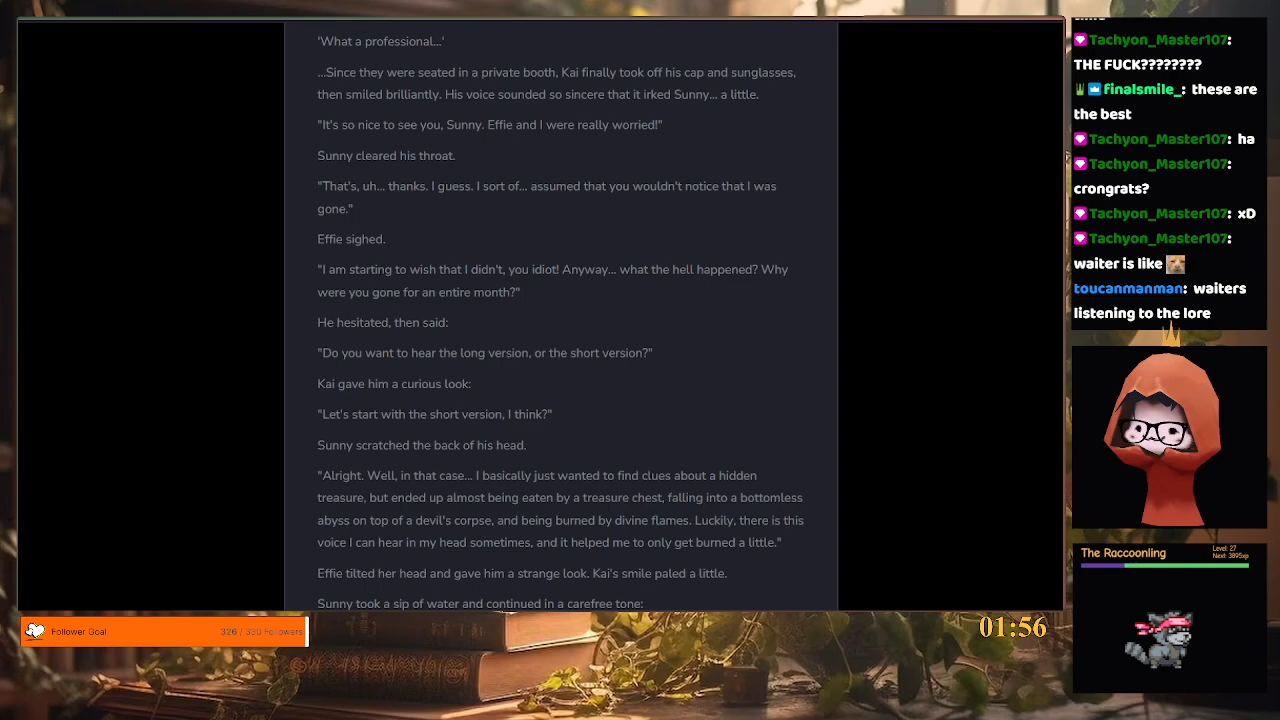 'What a professional...'
...Since they were seated in a private booth, Kai finally took off his cap and sunglasses,
then smiled brilliantly. His voice sounded so sincere that it irked Sunny... a little.
"It's so nice to see you, Sunny. Effie and I were really worried!"
Sunny cleared his throat.
"That's, uh... thanks. I guess. I sort of... assumed that you wouldn't notice that I was
gone."
Effie sighed.
"I am starting to wish that I didn't, you idiot! Anyway... what the hell happened? Why
were you gone for an entire month?"
He hesitated, then said:
"Do you want to hear the long version, or the short version?"
Kai gave him a curious look:
"Let's start with the short version, I think?"
Sunny scratched the back of his head.
"Alright. Well, in that case... I basically just wanted to find clues about a hidden
treasure, but ended up almost being eaten by a treasure chest, falling into a bottomless
abyss on top of a devil's corpse, and being burned by divine flames. Luckily, there is this
voice I can hear in my head sometimes, and it helped me to only get burned a little."
Effie tilted her head and gave him a strange look. Kai's smile paled a little.
Sunny took a sip of water and continued in a carefree tone:
Tachyon_Master107:
THE FUCK????????
finalsmile_: these are
the best
Tachyon_Master107: ha
Tachyon_Master107:
crongrats?
Tachyon_Master107: xD
Tachyon_Master107:
waiter is like
toucanmanman: waiters
listening to the lore
The Raccoonling
Level: 27
Next: 3895xp
Follower Goal
326 / 330 Followers
01:56